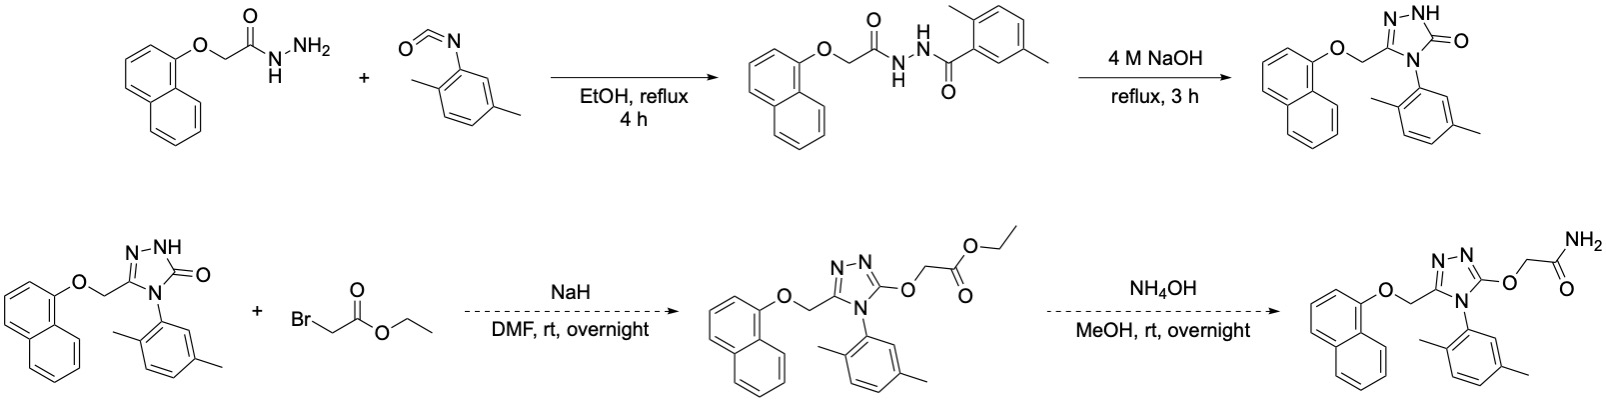 O
O
N
H
NH2
+
O
N
EtOH, reflux
4 h
O
O
N
H
H
N
O
4 M NaOH
reflux, 3 h
O
N
NH
N
O
O
N
NH
N
O
+
Br
O
O
NaH
DMF, rt, overnight
O
N
N
N
O
O
O
NH4OH
MeOH, rt, overnight
O
N
N
N
O
NH2
O